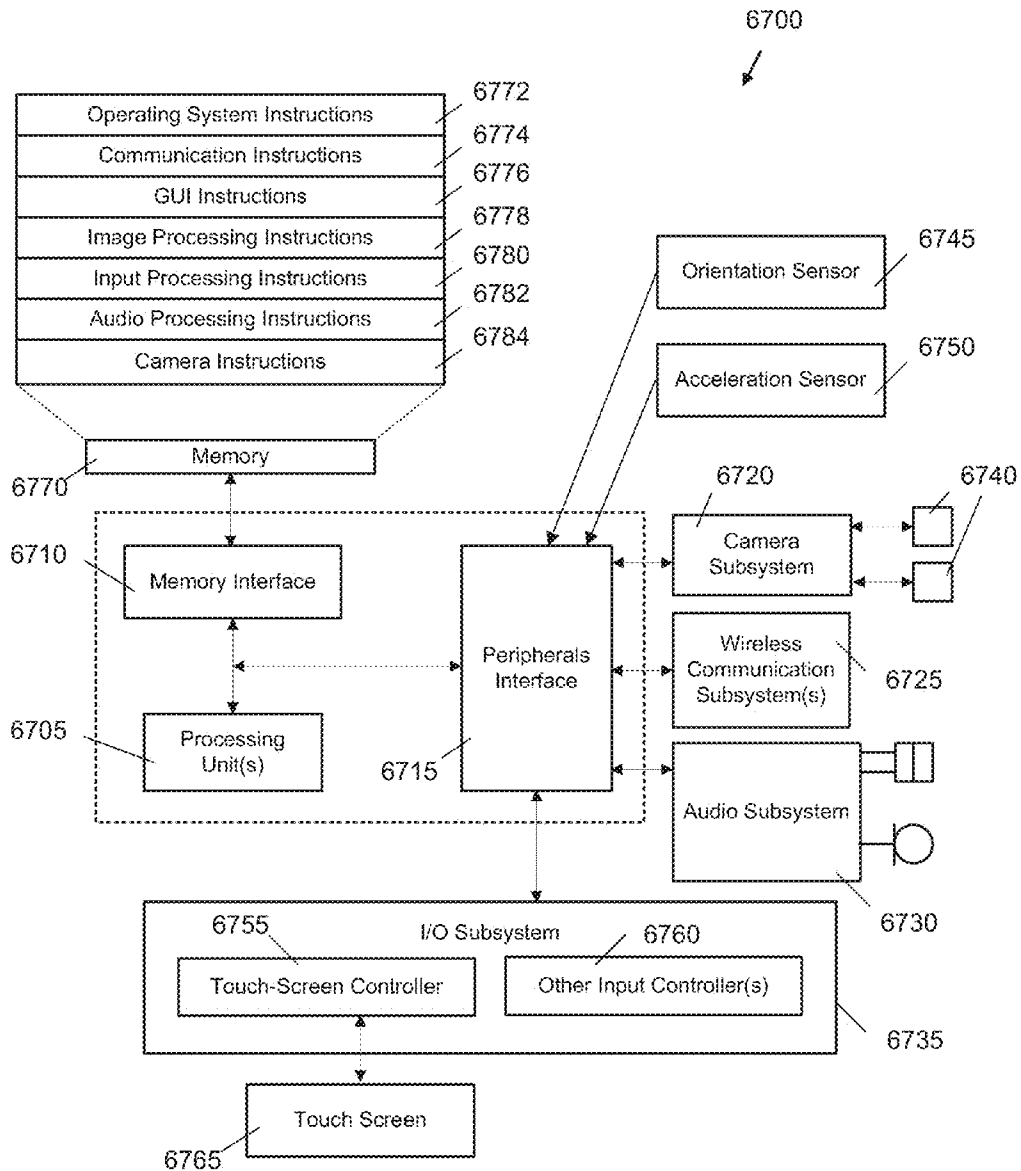 6700
Operating System Instructions
6772
Communication Instructions
6774
GUI Instructions
6776
Image Processing Instructions
6778
Input Processing Instructions
6780
Audio Processing Instructions
6782
Camera Instructions
6784
Orientation Sensor
6745
Acceleration Sensor
6750
Memory
6770
6720
6740
Camera
Subsystem
6710
Memory Interface
Peripherals
Interface
6715
Wireless
Communication
Subsystem(s)
6725
6705
Processing
Unit(s)
Audio Subsystem
6730
I/O Subsystem
6755
Touch-Screen Controller
6760
Other Input Controller(s)
6735
Touch Screen
6765